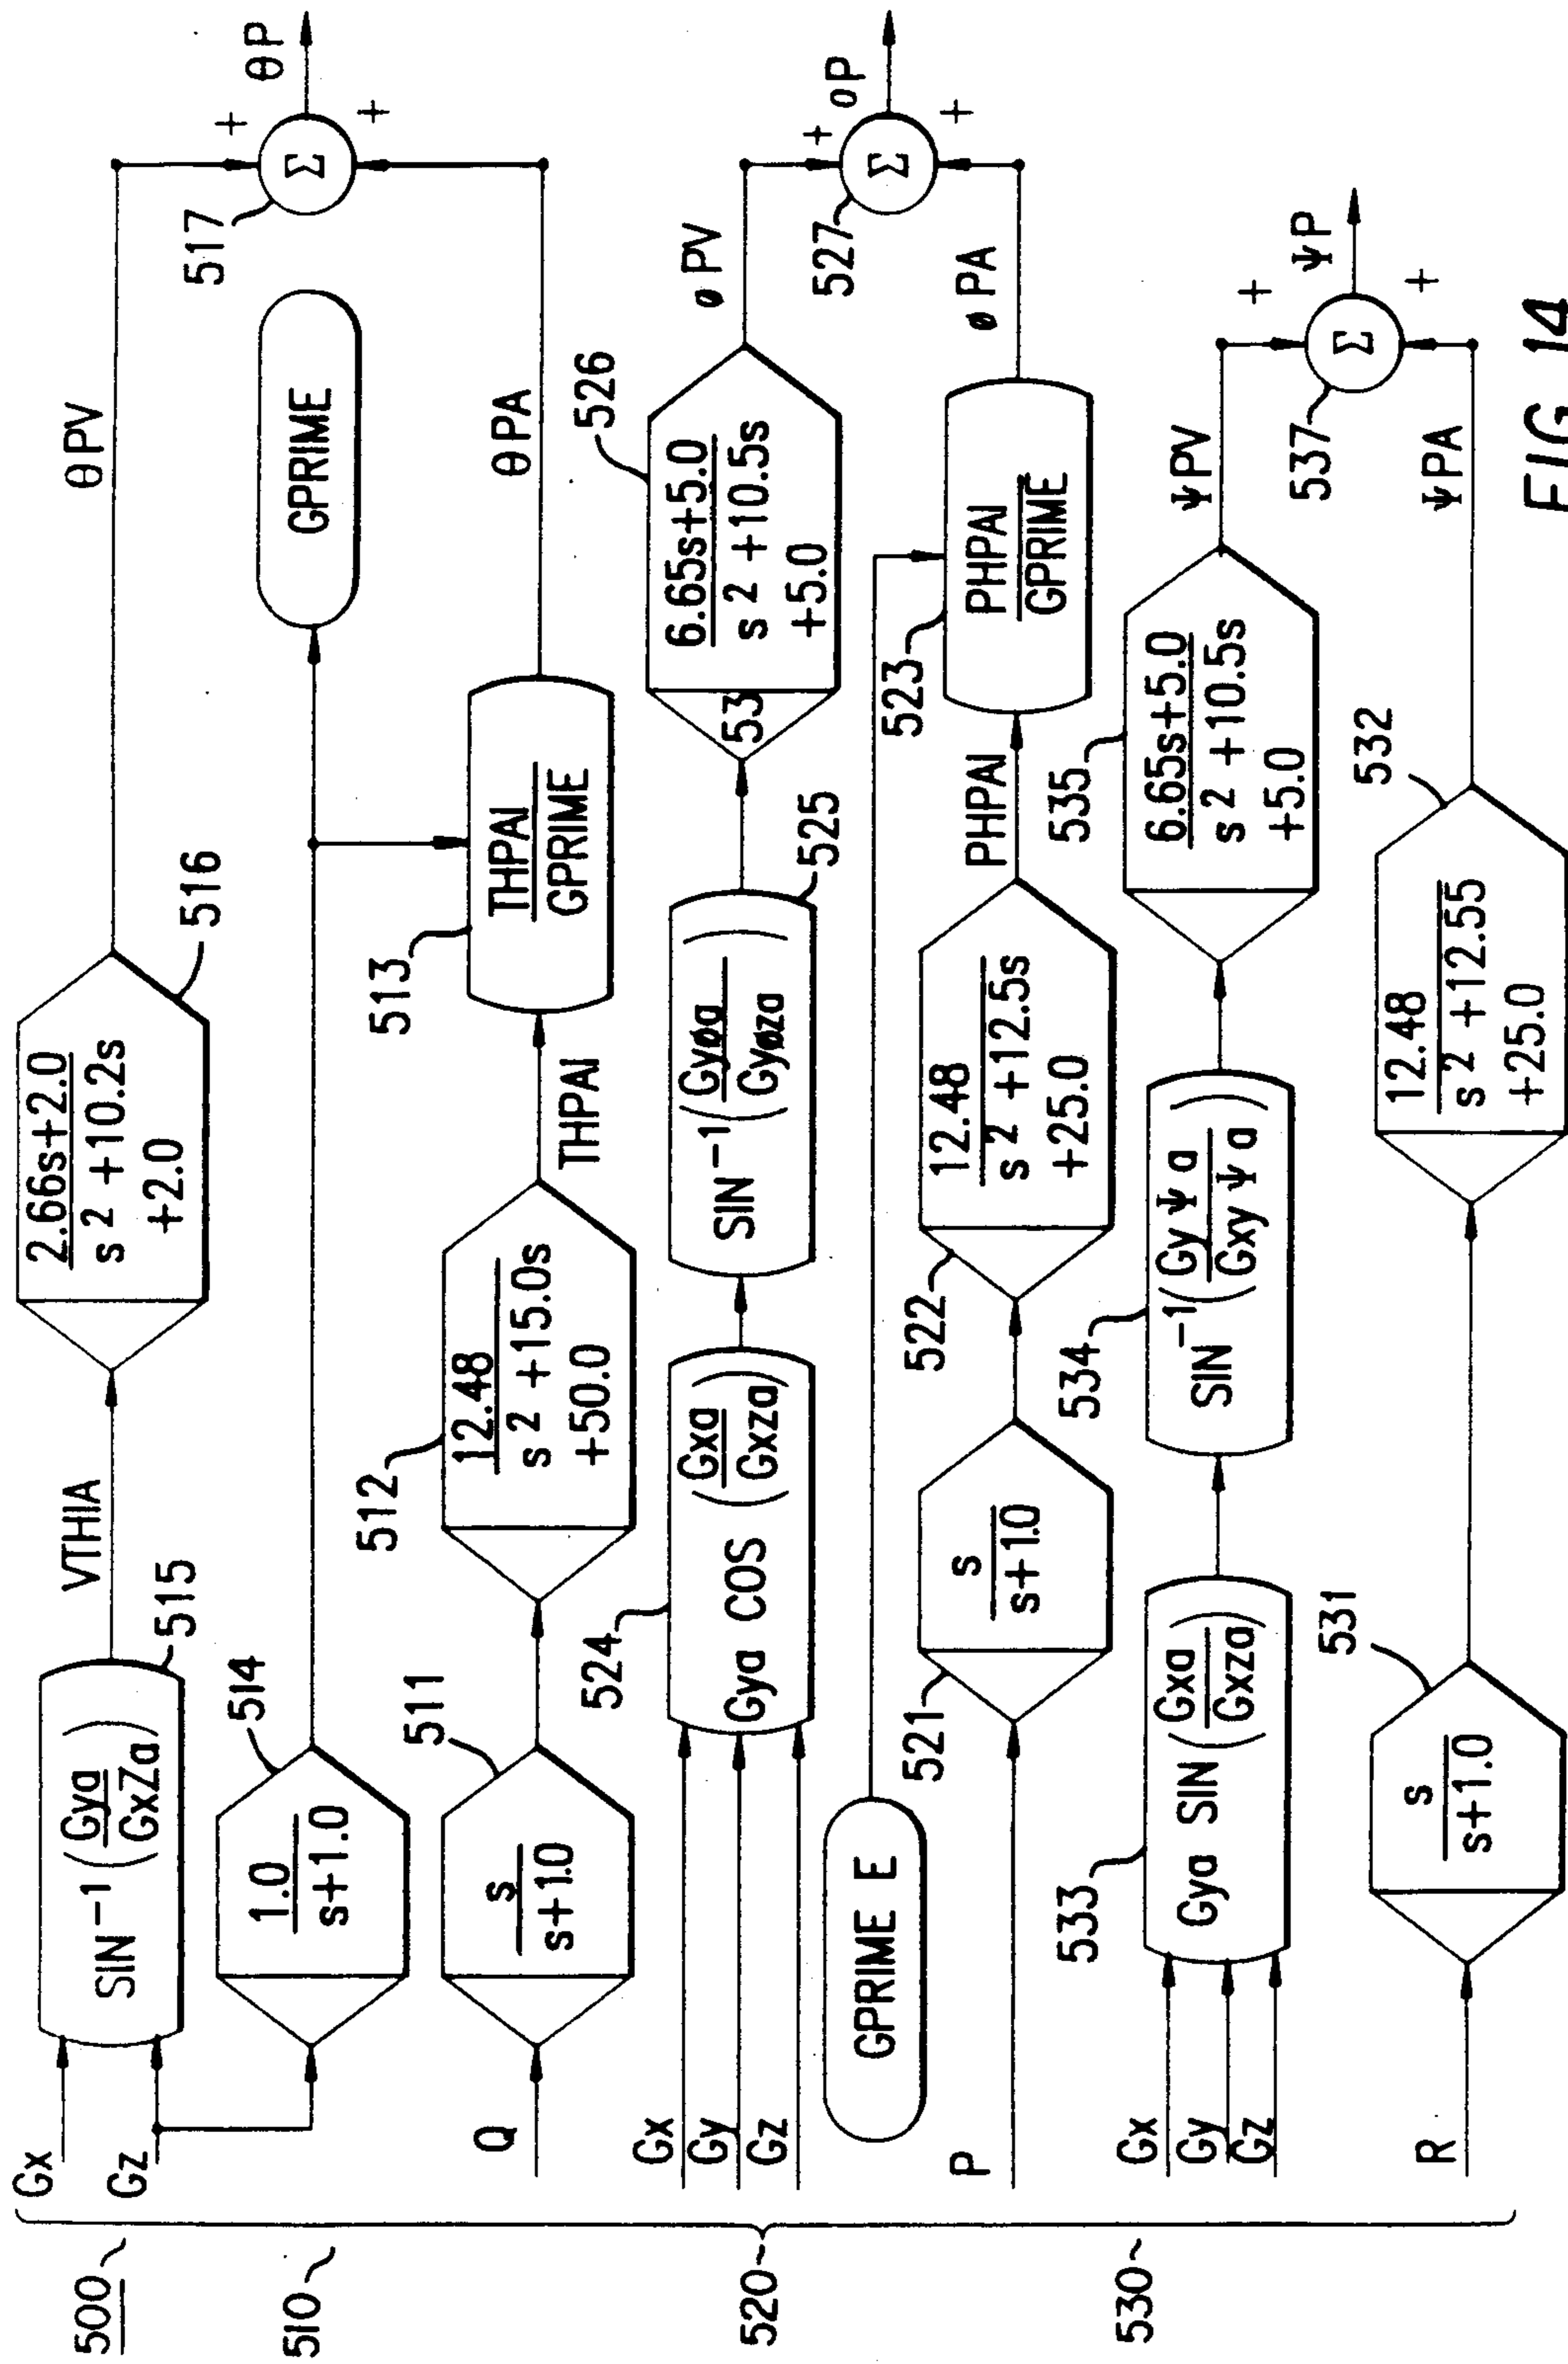 500
510
520
530
Gx
Gz
SIN⁻¹ (Gya / GxZa)
515
VTHIA
2.66s+2.0
s² +10.2s
+2.0
516
θPV
+
517
Σ
θP
+
514
1.0
s+1.0
GPRIME
Q
511
s
s+1.0
512
12.48
s² +15.0s
+50.0
THPAI
513
THPAI
GPRIME
θPA
Gx
Gy
Gz
524
Gya COS (Gxa / Gxza)
SIN⁻¹ (Gyøa / Gyøza)
525
53
526
6.65s+5.0
s² +10.5s
+5.0
øPV
+
527
Σ
oP
+
GPRIME E
P
521
s
s+1.0
522
12.48
s² +12.5s
+25.0
PHPAI
523
PHPAI
GPRIME
øPA
Gx
Gy
Gz
533
Gya SIN (Gxa / Gxza)
534
SIN⁻¹ (GyΨa / GxyΨa)
535
6.65s+5.0
s² +10.5s
+5.0
ΨPV
+
537
Σ
ΨP
+
R
531
s
s+1.0
532
12.48
s² +12.55
+25.0
ΨPA
FIG 14